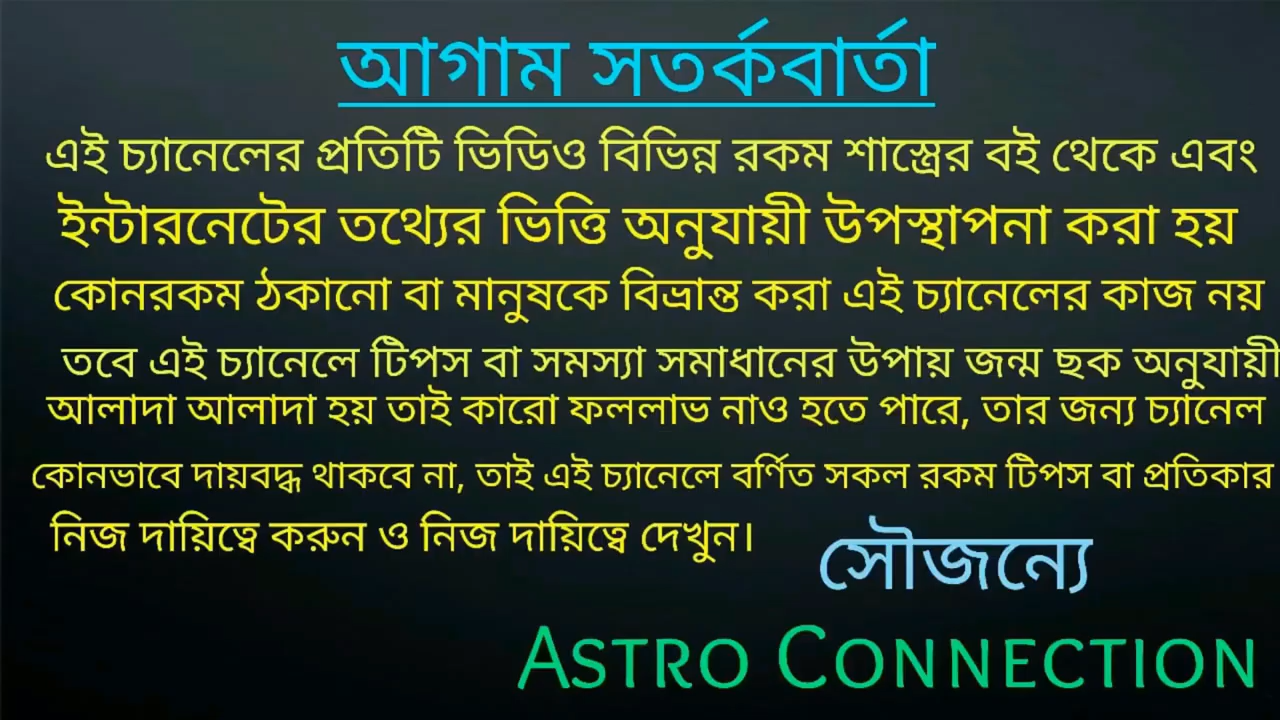 আগাম সতর্কবার্তা
এই চ্যানেলের প্রতিটি ভিডিও বিভিন্ন রকম শাস্ত্রের বই থেকে এবং
ইন্টারনেটের তথ্যের ভিত্তি অনুযায়ী উপস্থাপনা করা হয়
কোনরকম ঠকানো বা মানুষকে বিভ্রান্ত করা এই চ্যানেলের কাজ নয়
তবে এই চ্যানেলে টিপস বা সমস্যা সমাধানের উপায় জন্ম ছক অনুযায়ী
আলাদা আলাদা হয় তাই কারো ফললাভ নাও হতে পারে, তার জন্য চ্যানেল
কোনভাবে দায়বদ্ধ থাকবে না, তাই এই চ্যানেলে বর্ণিত সকল রকম টিপস বা প্রতিকার
নিজ দায়িত্বে করুন ও নিজ দায়িত্বে দেখুন।
সৌজন্যে
ASTRO CONNECTION